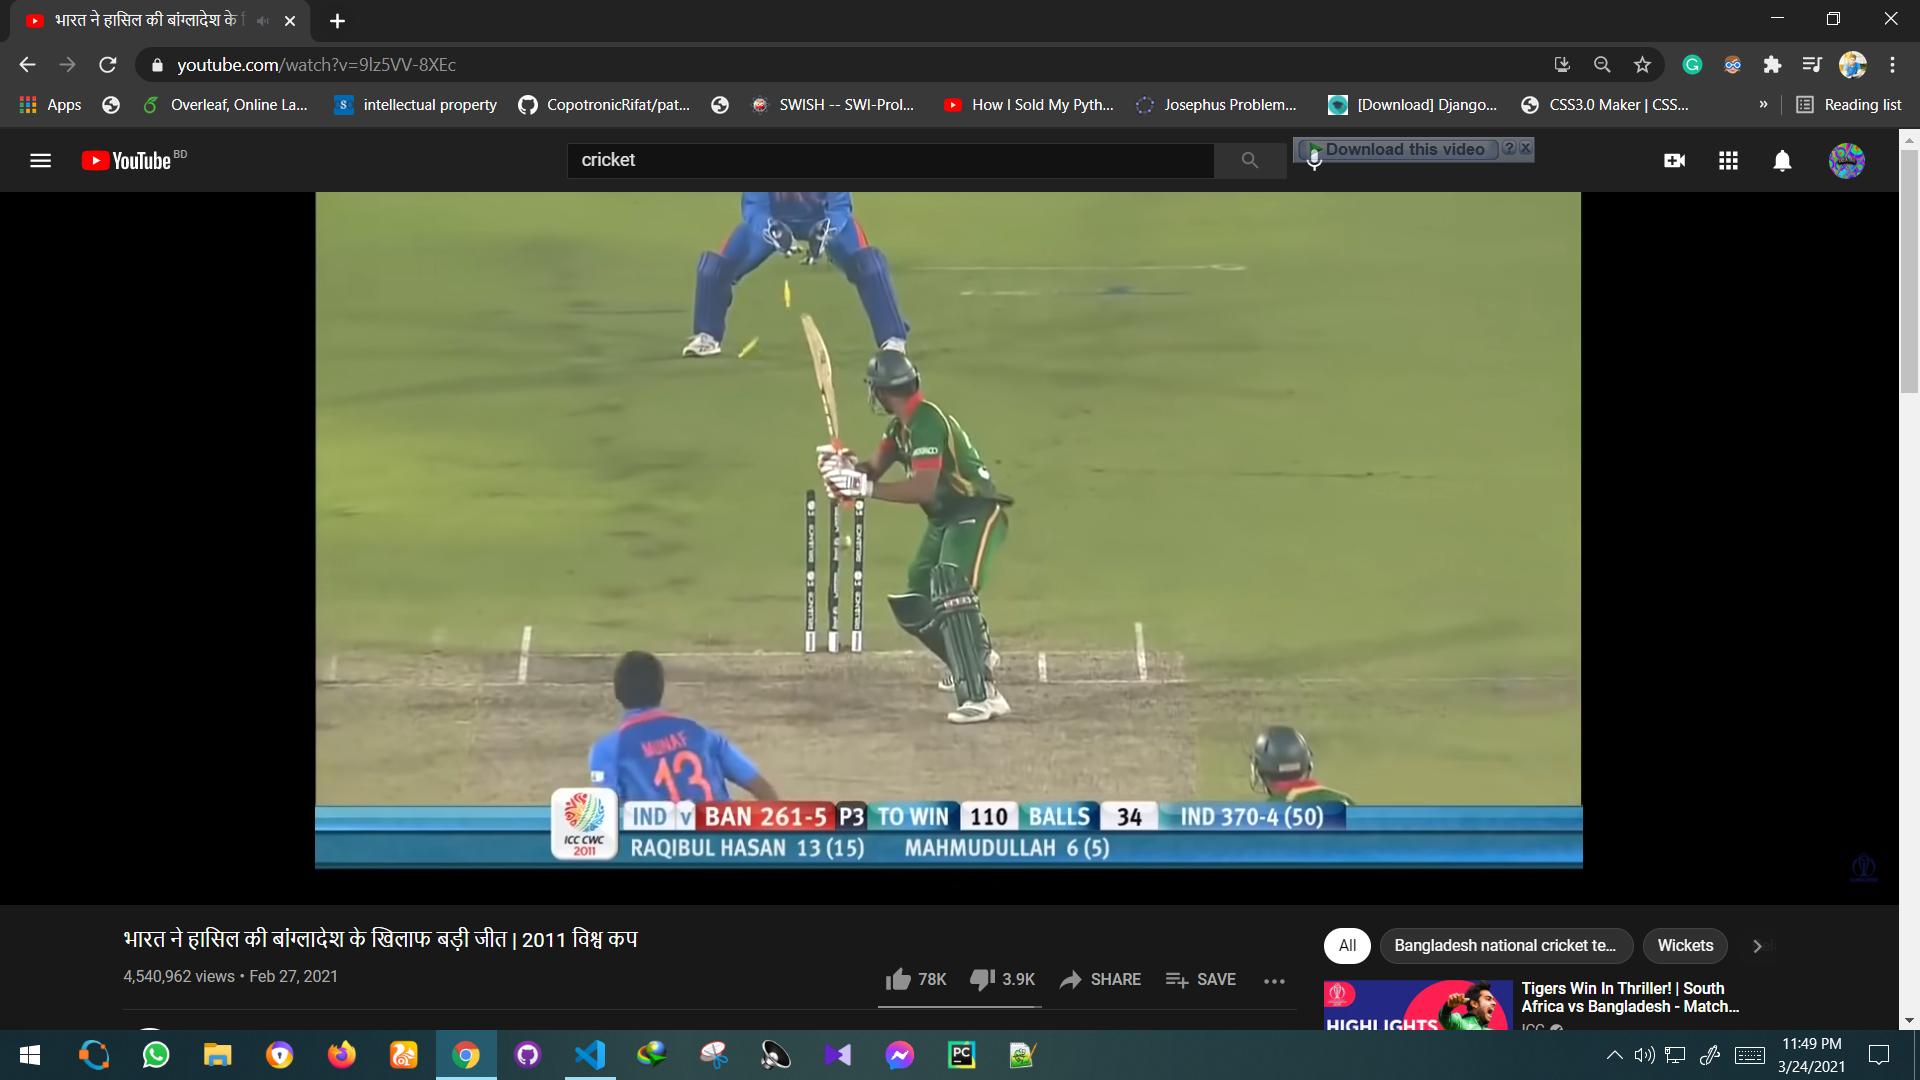 भारत ने हासिल की बांग्लादेश के
youtube.com/watch?v=9lz5VV-8XEc
Apps
Overleaf, Online La...
intellectual property
CopotronicRifat/pat...
SWISH -- SWI-Prol...
How I Sold My Pyth...
Josephus Problem...
[Download] Django...
CSS3.0 Maker | CSS...
»
Reading list
YouTube BD
cricket
Download this video
MUNAF
13
ICC CWC
2011
IND v BAN 261-5 P3 TO WIN 110 BALLS 34 IND 370-4 (50)
RAQIBUL HASAN 13 (15) MAHMUDULLAH 6 (5)
भारत ने हासिल की बांग्लादेश के खिलाफ बड़ी जीत | 2011 विश्व कप
4,540,962 views • Feb 27, 2021
78K
3.9K
SHARE
SAVE
All
Bangladesh national cricket te...
Wickets
HIGHLIGHTS
Tigers Win In Thriller! | South
Africa vs Bangladesh - Match...
ICC
PC
11:49 PM
3/24/2021